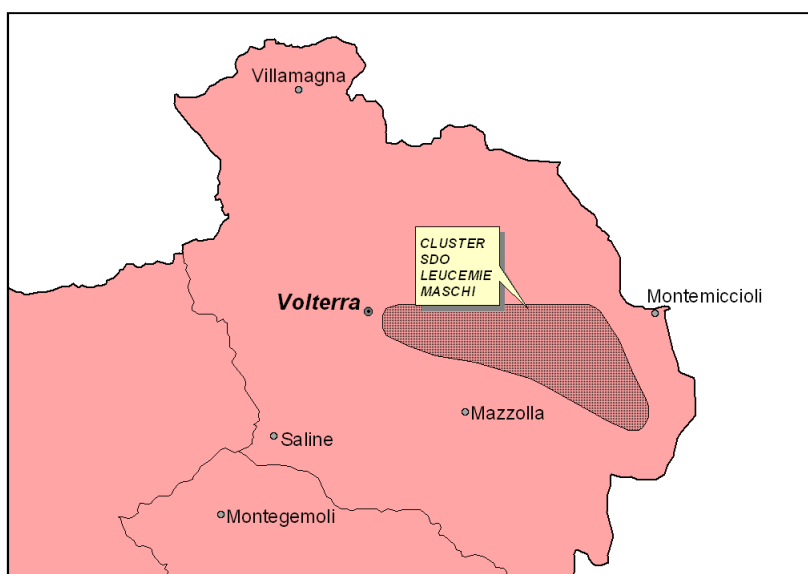 Villamagna
CLUSTER
SDO
LEUCEMIE
MASCHI
Volterra
Montemiccioli
Mazzolla
Saline
Montegemoli